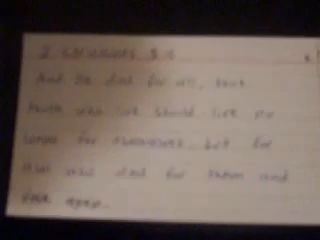 2 Corinthians 5:15
And he died for all, that
those who live should live no
longer for themselves but for
him who died for them and
rose again.